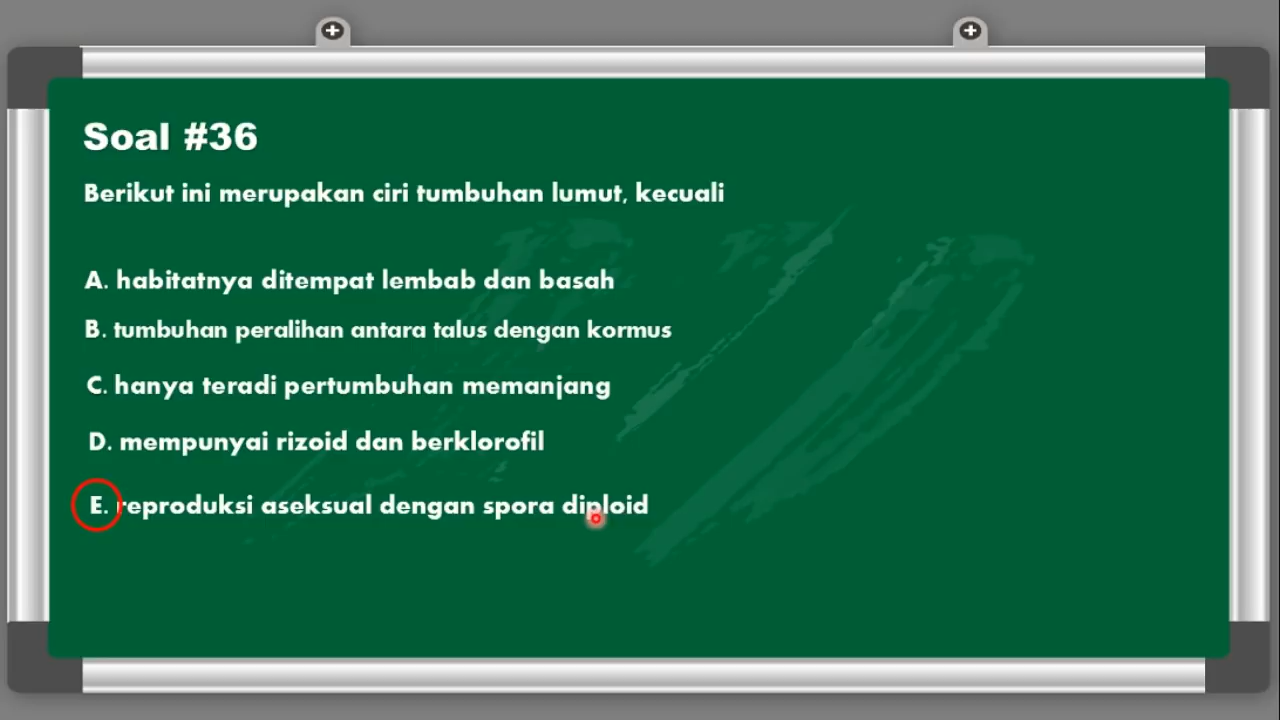 Soal #36
Berikut ini merupakan ciri tumbuhan lumut, kecuali
A. habitatnya ditempat lembab dan basah
B. tumbuhan peralihan antara talus dengan kormus
C. hanya teradi pertumbuhan memanjang
D. mempunyai rizoid dan berklorofil
E. reproduksi aseksual dengan spora diploid